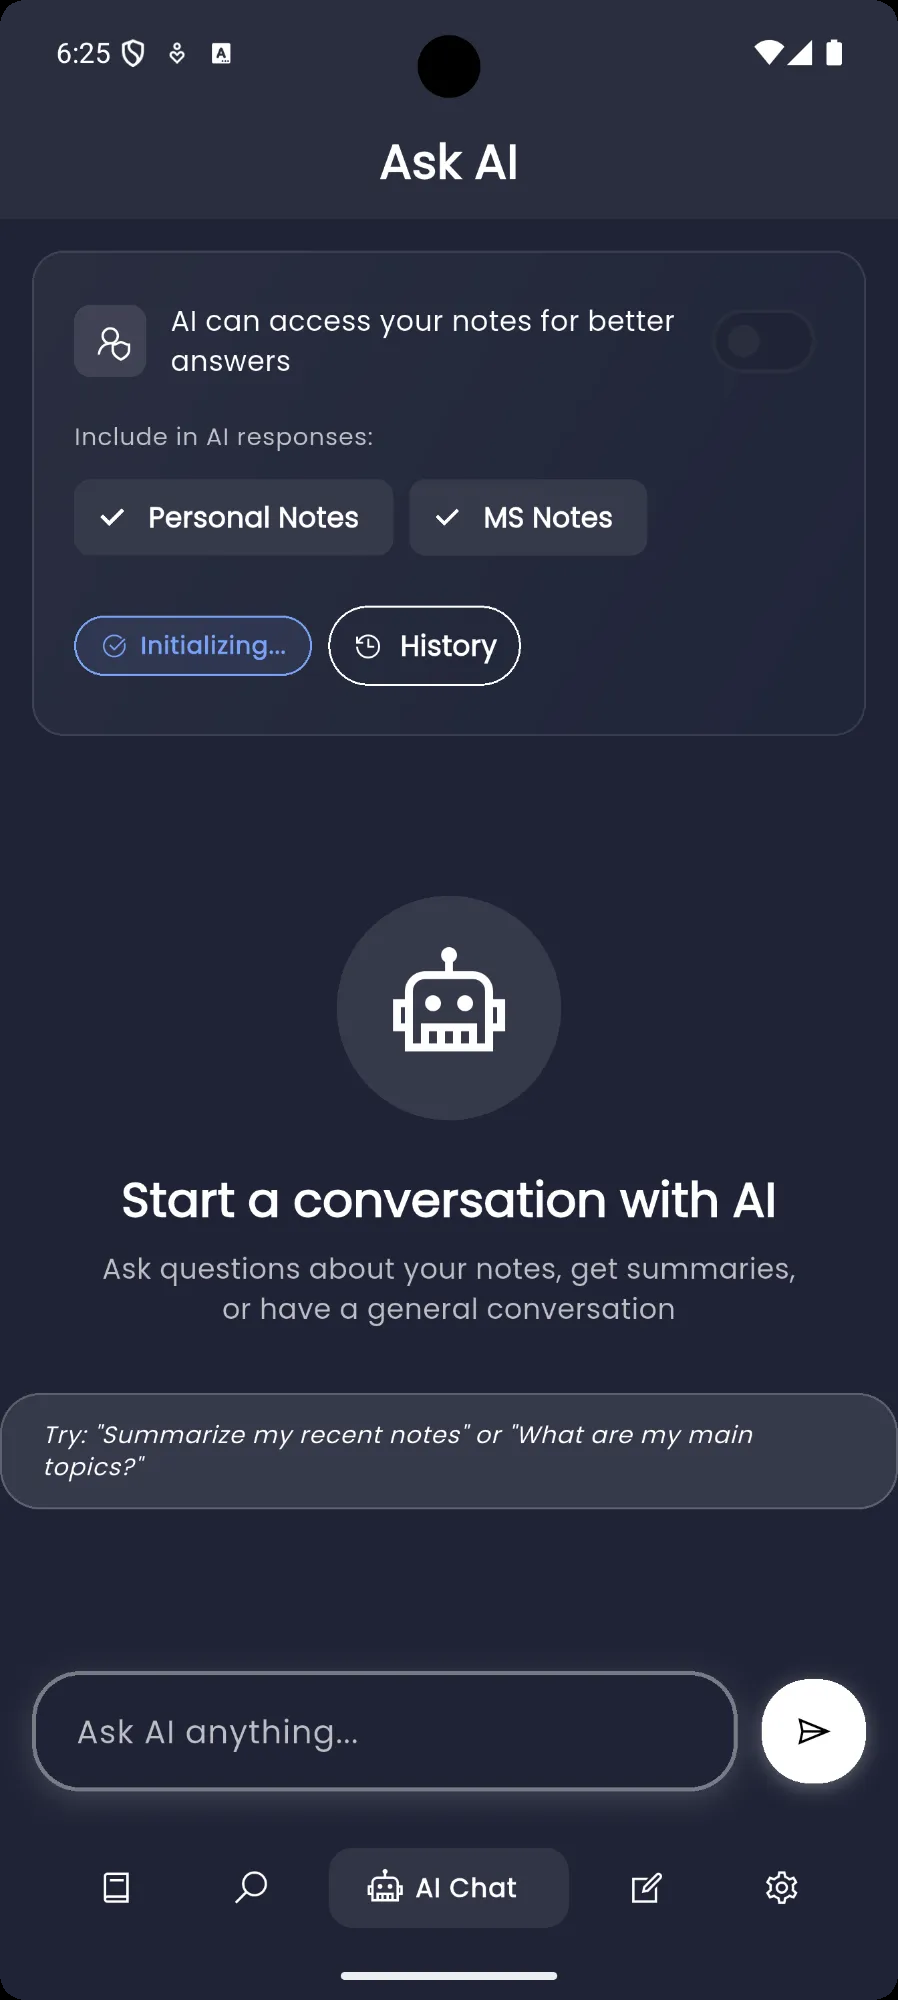 6:25
Ask AI
AI can access your notes for better
answers
Include in AI responses:
Personal Notes
MS Notes
Initializing...
History
Start a conversation with AI
Ask questions about your notes, get summaries,
or have a general conversation
Try: "Summarize my recent notes" or "What are my main
topics?"
Ask AI anything...
AI Chat